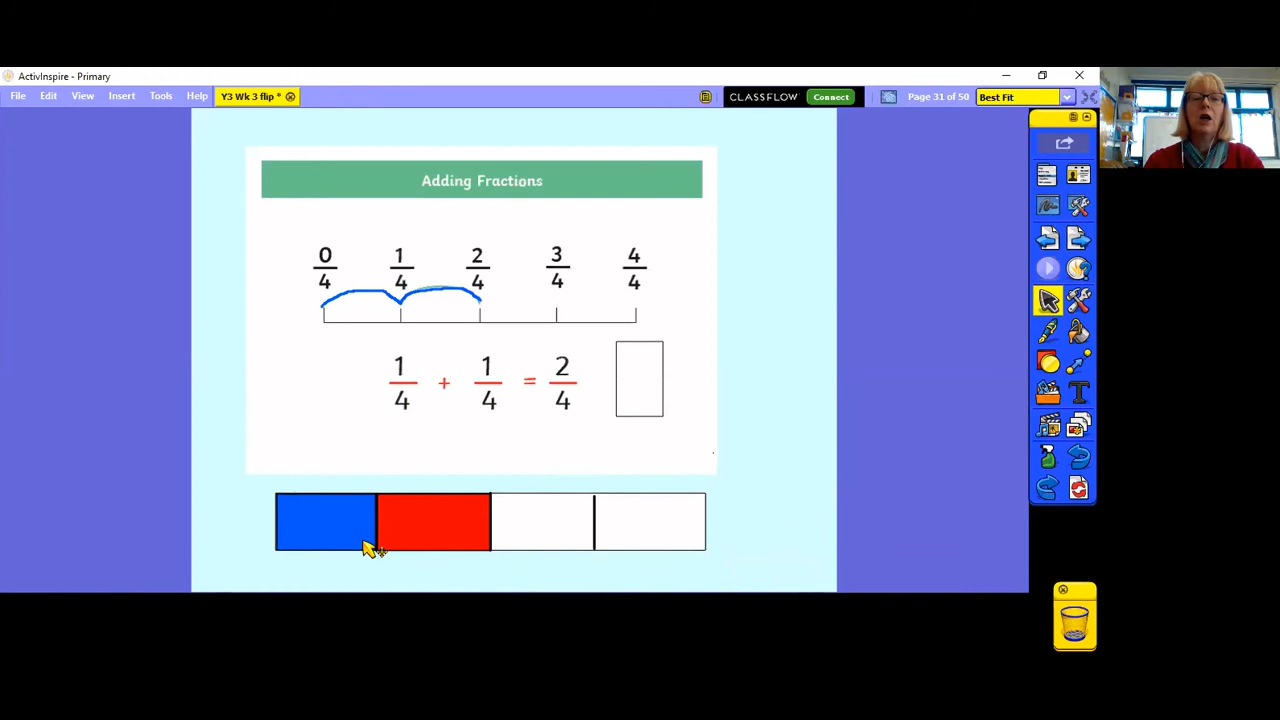 ActivInspire - Primary
File Edit View Insert Tools Help Y3 Wk 3 flip * CLASSFLOW Connect Page 31 of 50 Best Fit
Adding Fractions
0/4 1/4 2/4 3/4 4/4
1/4 + 1/4 = 2/4
T